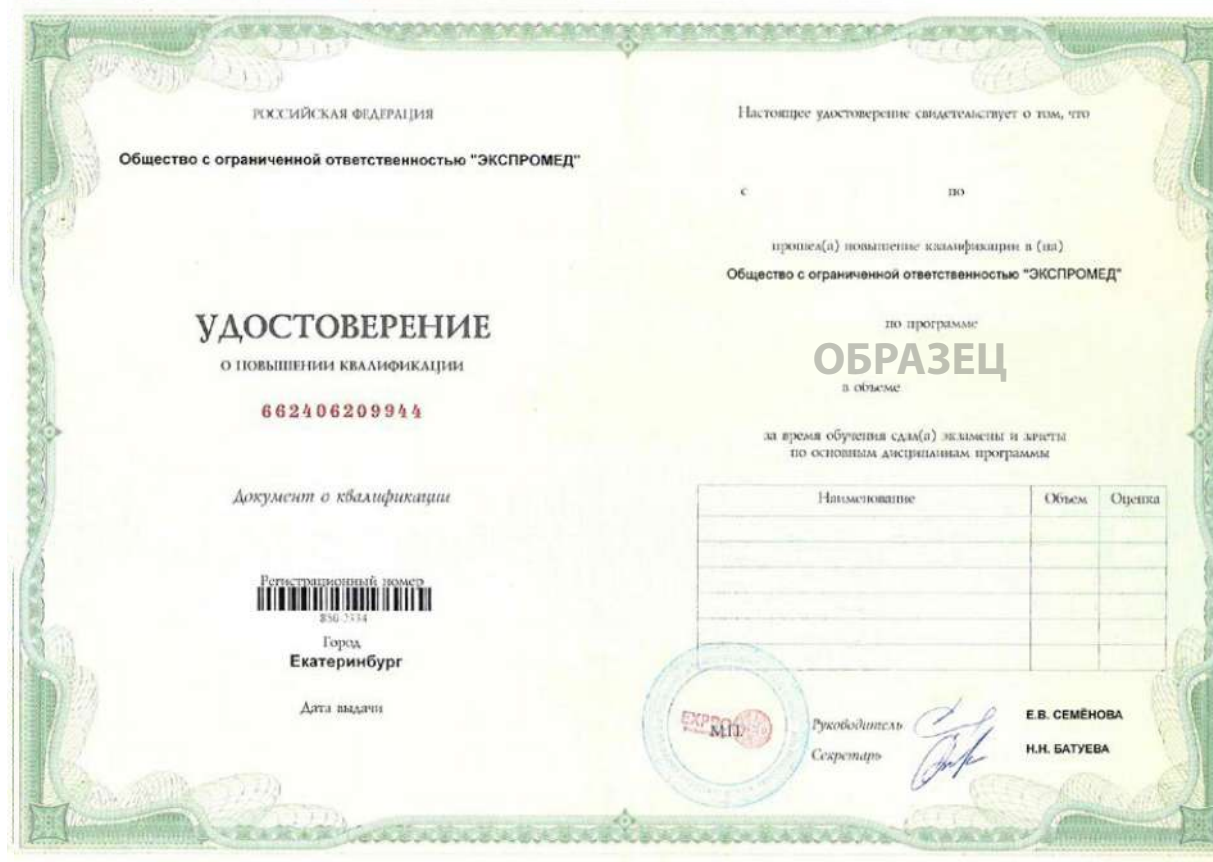 РОССИЙСКАЯ ФЕДЕРАЦИЯ
Общество с ограниченной ответственностью "ЭКСПРОМЕД"
УДОСТОВЕРЕНИЕ
О ПОВЫШЕНИИ КВАЛИФИКАЦИИ
662406209944
Документ о квалификации
Регистрационный номер
Город
Екатеринбург
Дата выдачи
Настоящее удостоверение свидетельствует о том, что
с по
прошел(а) повышение квалификации в (на)
Общество с ограниченной ответственностью "ЭКСПРОМЕД"
по программе
ОБРАЗЕЦ
в объеме
за время обучения сдал(а) экзамены и зачеты
по основным дисциплинам программы
Наименование Объем Оценка
М.П.
Руководитель Е.В. СЕМЁНОВА
Секретарь Н.Н. БАТУЕВА